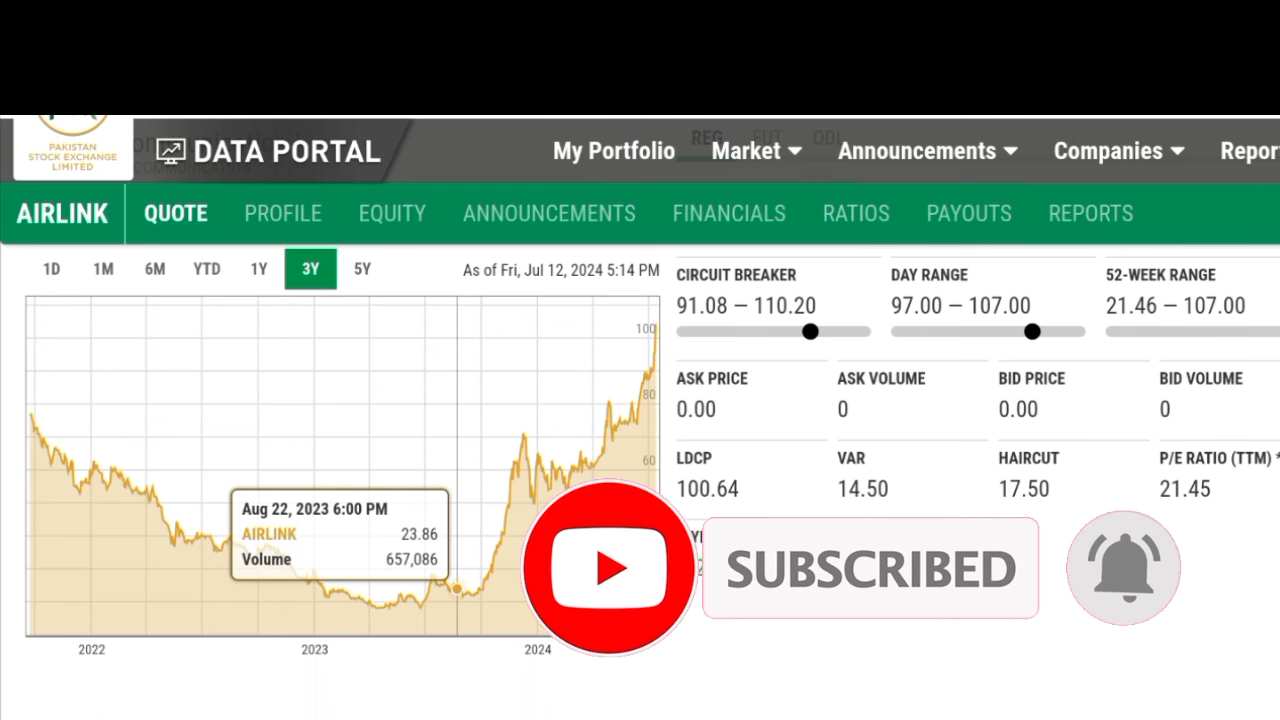 PAKISTAN
STOCK EXCHANGE
LIMITED
DATA PORTAL
REG FUT ODL
My Portfolio Market Announcements Companies Repor
AIRLINK QUOTE PROFILE EQUITY ANNOUNCEMENTS FINANCIALS RATIOS PAYOUTS REPORTS
1D 1M 6M YTD 1Y 3Y 5Y
As of Fri, Jul 12, 2024 5:14 PM
100
80
60
Aug 22, 2023 6:00 PM
AIRLINK 23.86
Volume 657,086
2022 2023 2024
CIRCUIT BREAKER DAY RANGE 52-WEEK RANGE
91.08 — 110.20 97.00 — 107.00 21.46 — 107.00
ASK PRICE ASK VOLUME BID PRICE BID VOLUME
0.00 0 0.00 0
LDCP VAR HAIRCUT P/E RATIO (TTM) *
100.64 14.50 17.50 21.45
SUBSCRIBED